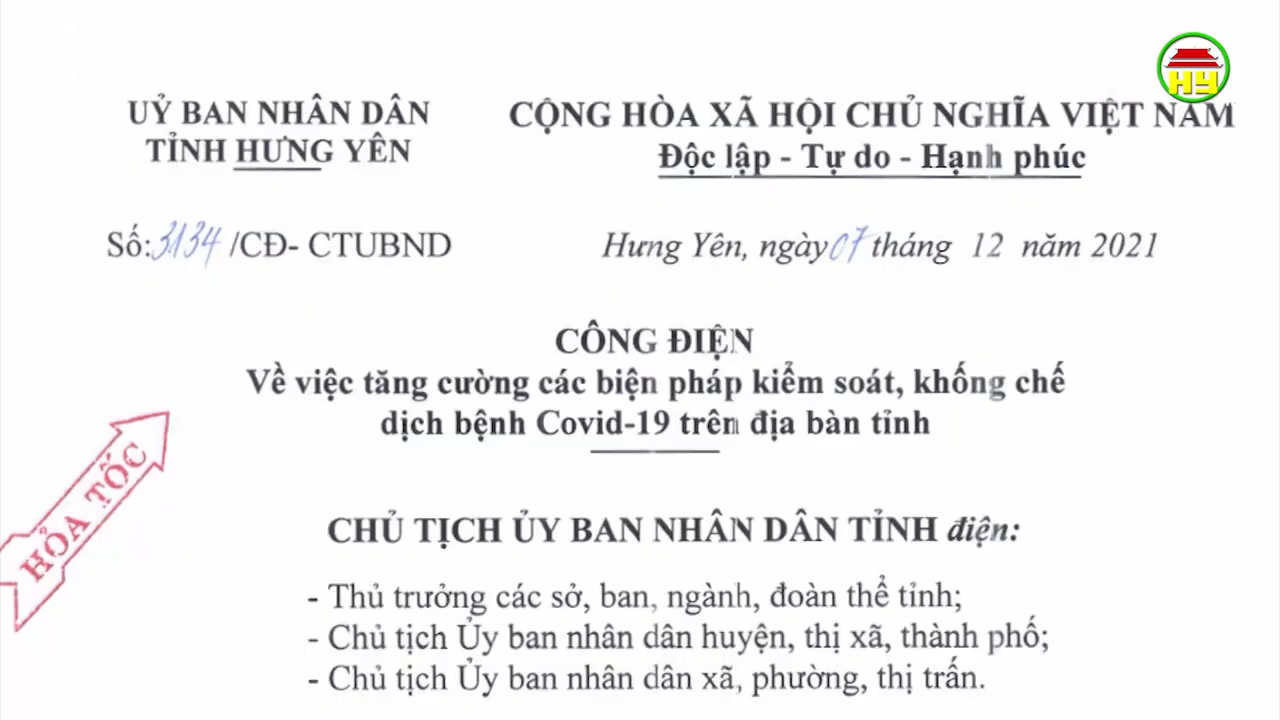 HY
UỶ BAN NHÂN DÂN
TỈNH HƯNG YÊN
CỘNG HÒA XÃ HỘI CHỦ NGHĨA VIỆT NAM
Độc lập - Tự do - Hạnh phúc
Số: 3134 /CĐ- CTUBND
Hưng Yên, ngày 07 tháng 12 năm 2021
CÔNG ĐIỆN
Về việc tăng cường các biện pháp kiểm soát, khống chế
dịch bệnh Covid-19 trên địa bàn tỉnh
HỎA TỐC
CHỦ TỊCH ỦY BAN NHÂN DÂN TỈNH điện:
- Thủ trưởng các sở, ban, ngành, đoàn thể tỉnh;
- Chủ tịch Ủy ban nhân dân huyện, thị xã, thành phố;
- Chủ tịch Ủy ban nhân dân xã, phường, thị trấn.